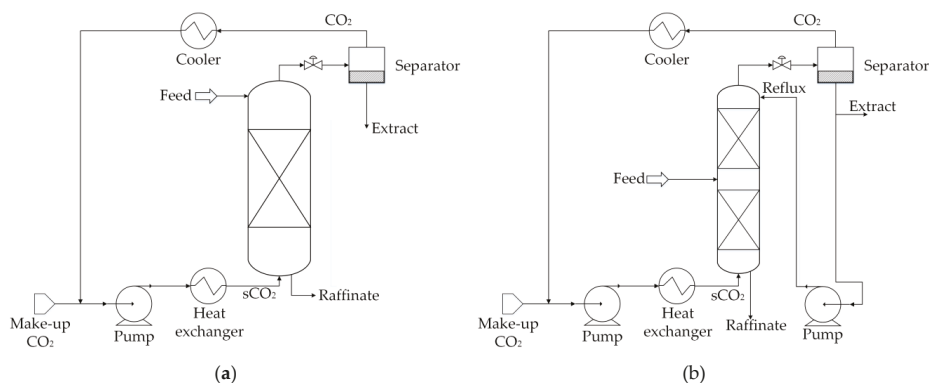 CO₂
Cooler
Separator
Feed
Extract
sCO₂
Raffinate
Make-up
CO₂
Pump
Heat
exchanger
(a)
CO₂
Cooler
Separator
Reflux
Extract
Feed
sCO₂
Raffinate
Make-up
CO₂
Pump
Heat
exchanger
Pump
(b)